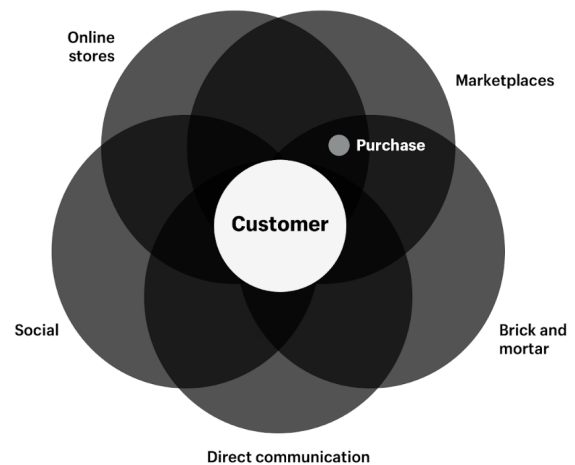 Online
stores
Marketplaces
Purchase
Customer
Social
Brick and
mortar
Direct communication